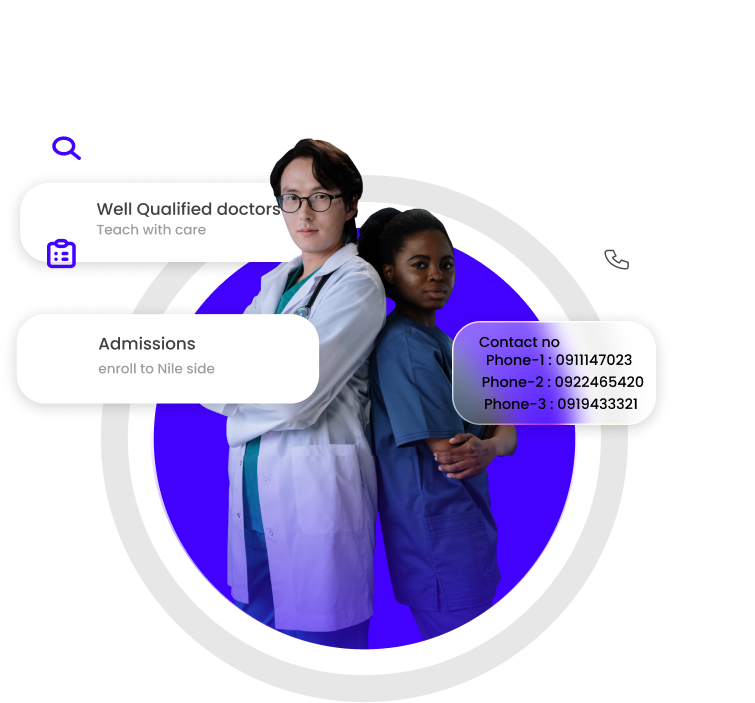 Well Qualified doctors
Teach with care
Admissions
enroll to Nile side
Contact no
Phone-1 : 0911147023
Phone-2 : 0922465420
Phone-3 : 0919433321